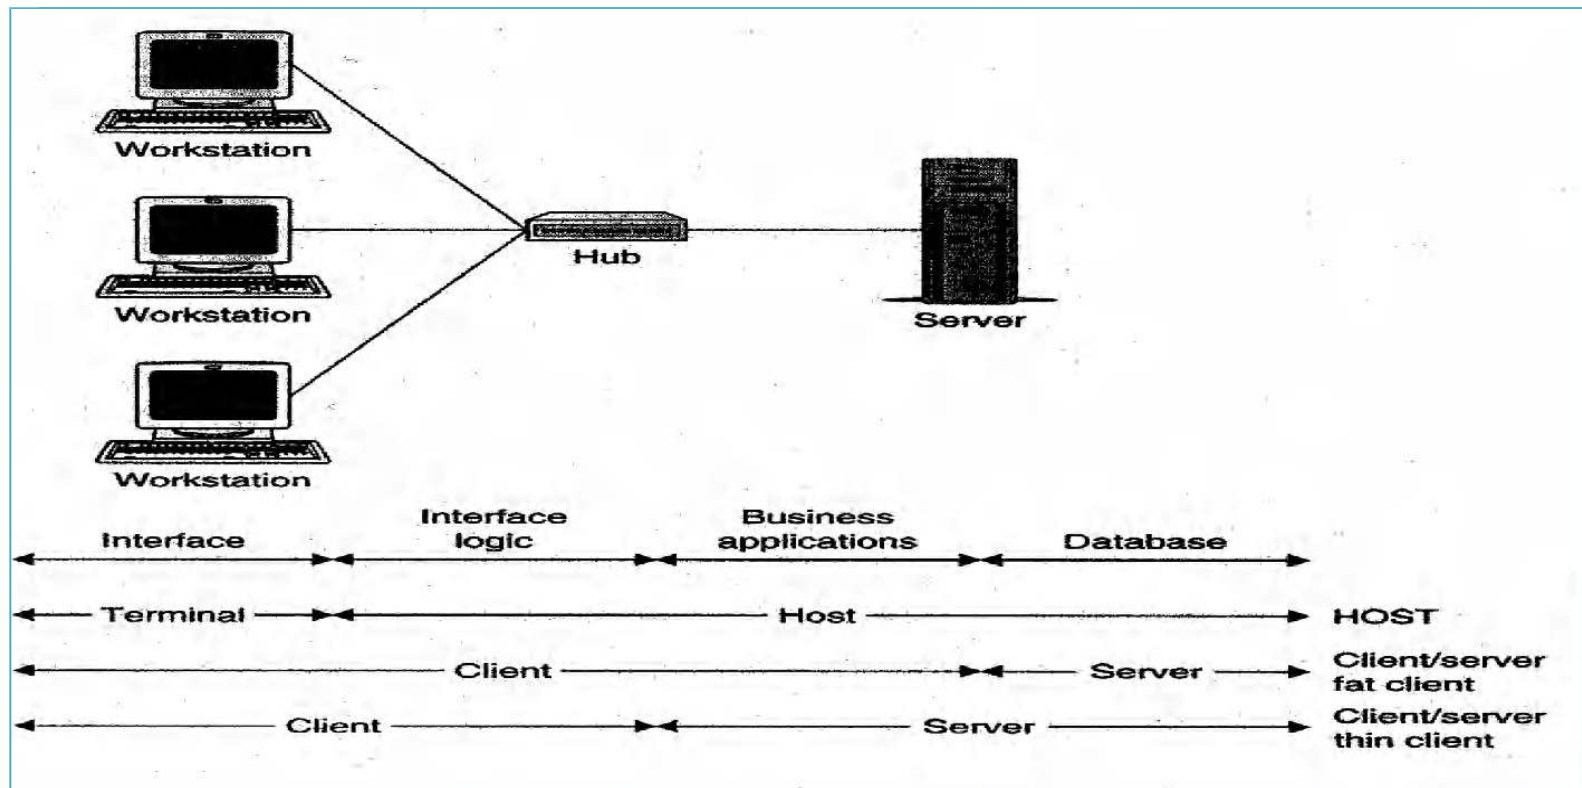 Workstation
Workstation
Hub
Server
Workstation
Interface
Interface
logic
Business
applications
Database
Terminal
Host
HOST
Client
Server
Client/server
fat client
Client
Server
Client/server
thin client